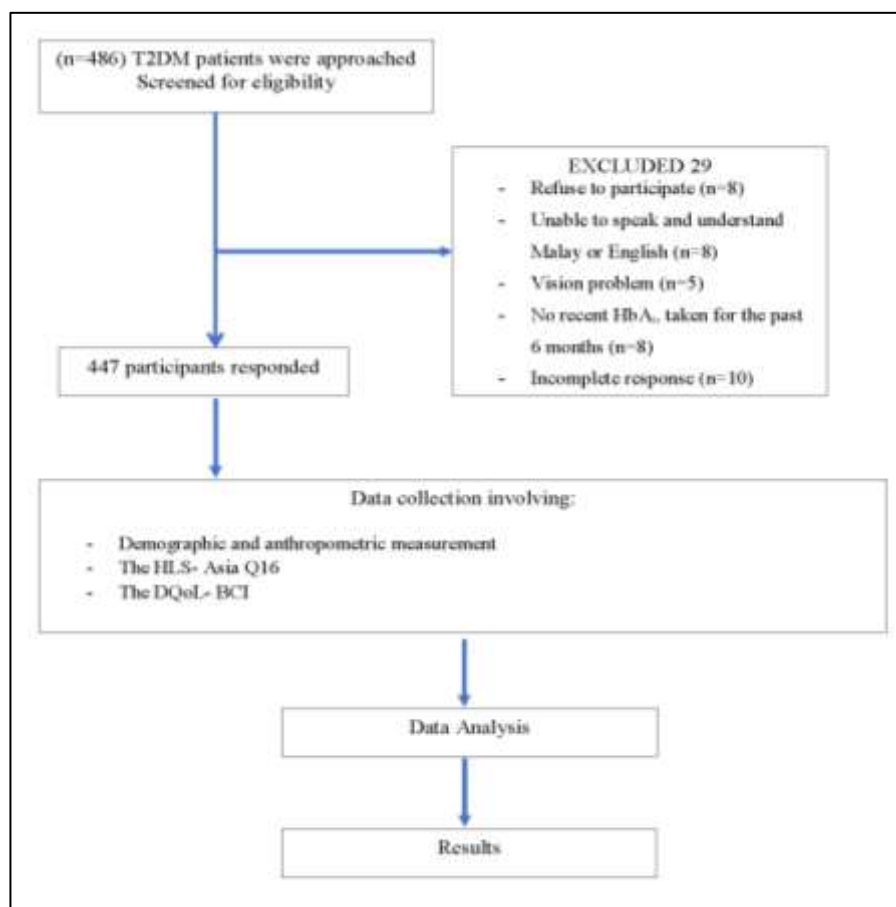 (n=486) T2DM patients were approached
Screened for eligibility
EXCLUDED 29
- Refuse to participate (n=8)
- Unable to speak and understand
Malay or English (n=8)
- Vision problem (n=5)
- No recent HbA₁ taken for the past
6 months (n=8)
- Incomplete response (n=10)
447 participants responded
Data collection involving:
- Demographic and anthropometric measurement
- The HLS- Asia Q16
- The DQoL- BCI
Data Analysis
Results